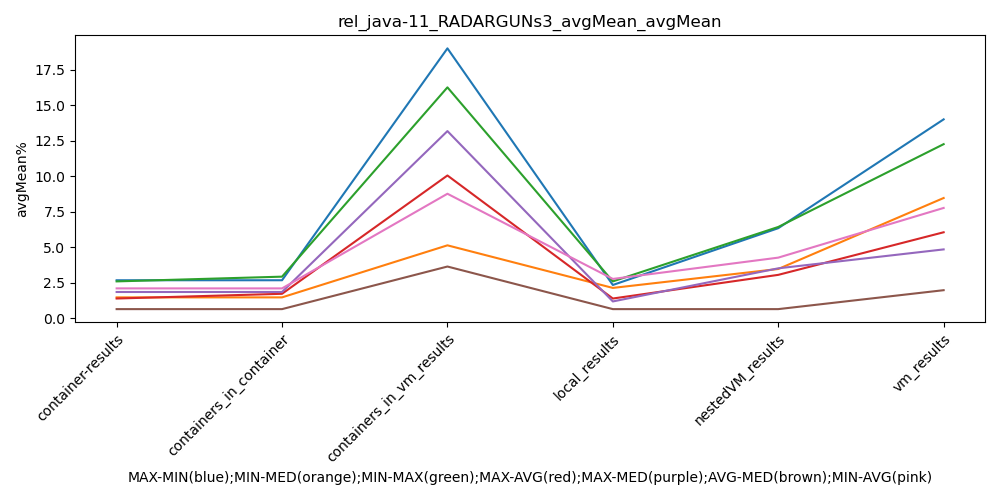 rel_java-11_RADARGUNs3_avgMean_avgMean
avgMean%
17.5
15.0
12.5
10.0
7.5
5.0
2.5
0.0
container-results
containers_in_container
containers_in_vm_results
local_results
nestedVM_results
vm_results
MAX-MIN(blue);MIN-MED(orange);MIN-MAX(green);MAX-AVG(red);MAX-MED(purple);AVG-MED(brown);MIN-AVG(pink)